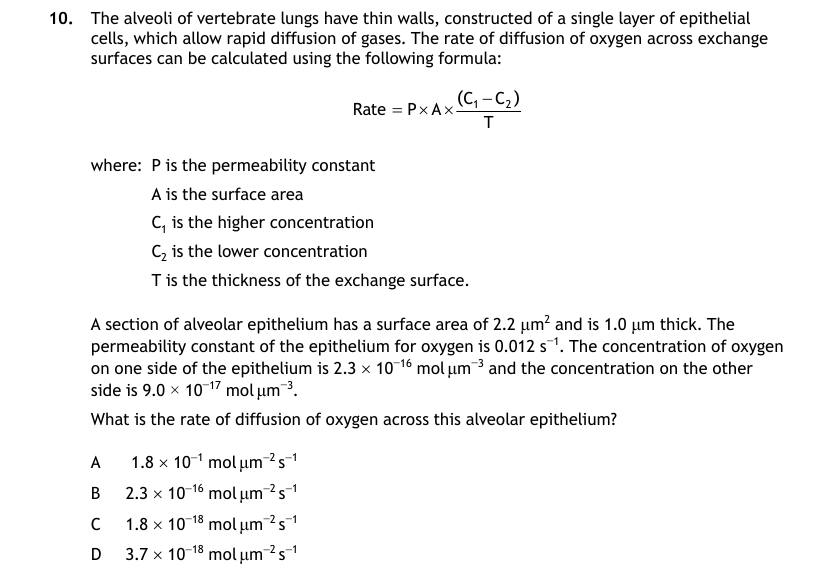 10. The alveoli of vertebrate lungs have thin walls, constructed of a single layer of epithelial
cells, which allow rapid diffusion of gases. The rate of diffusion of oxygen across exchange
surfaces can be calculated using the following formula:
Rate = P × A × (C₁ − C₂) / T
where: P is the permeability constant
A is the surface area
C₁ is the higher concentration
C₂ is the lower concentration
T is the thickness of the exchange surface.
A section of alveolar epithelium has a surface area of 2.2 µm² and is 1.0 µm thick. The
permeability constant of the epithelium for oxygen is 0.012 s⁻¹. The concentration of oxygen
on one side of the epithelium is 2.3 × 10⁻¹⁶ mol µm⁻³ and the concentration on the other
side is 9.0 × 10⁻¹⁷ mol µm⁻³.
What is the rate of diffusion of oxygen across this alveolar epithelium?
A 1.8 × 10⁻¹ mol µm⁻² s⁻¹
B 2.3 × 10⁻¹⁶ mol µm⁻² s⁻¹
C 1.8 × 10⁻¹⁸ mol µm⁻² s⁻¹
D 3.7 × 10⁻¹⁸ mol µm⁻² s⁻¹